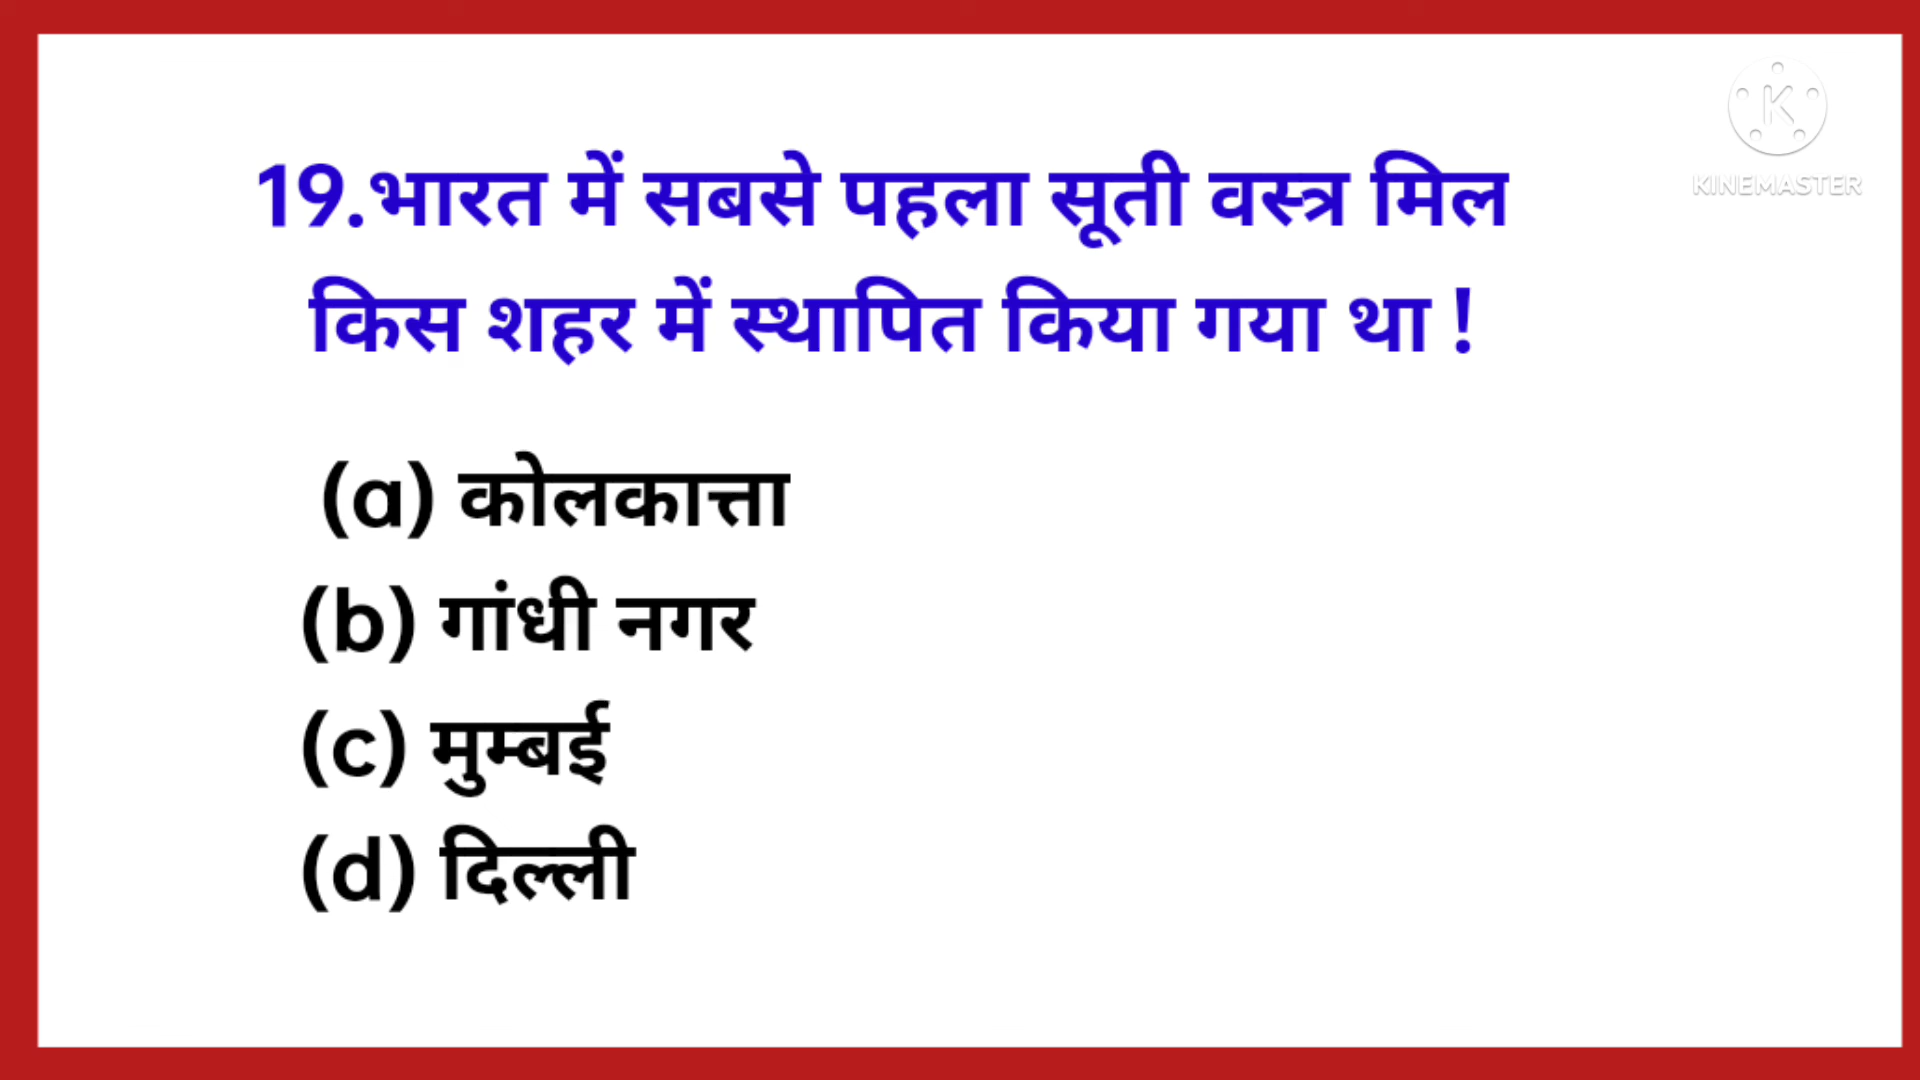 19.भारत में सबसे पहला सूती वस्त्र मिल
किस शहर में स्थापित किया गया था !
(a) कोलकात्ता
(b) गांधी नगर
(c) मुम्बई
(d) दिल्ली
K
KINEMASTER